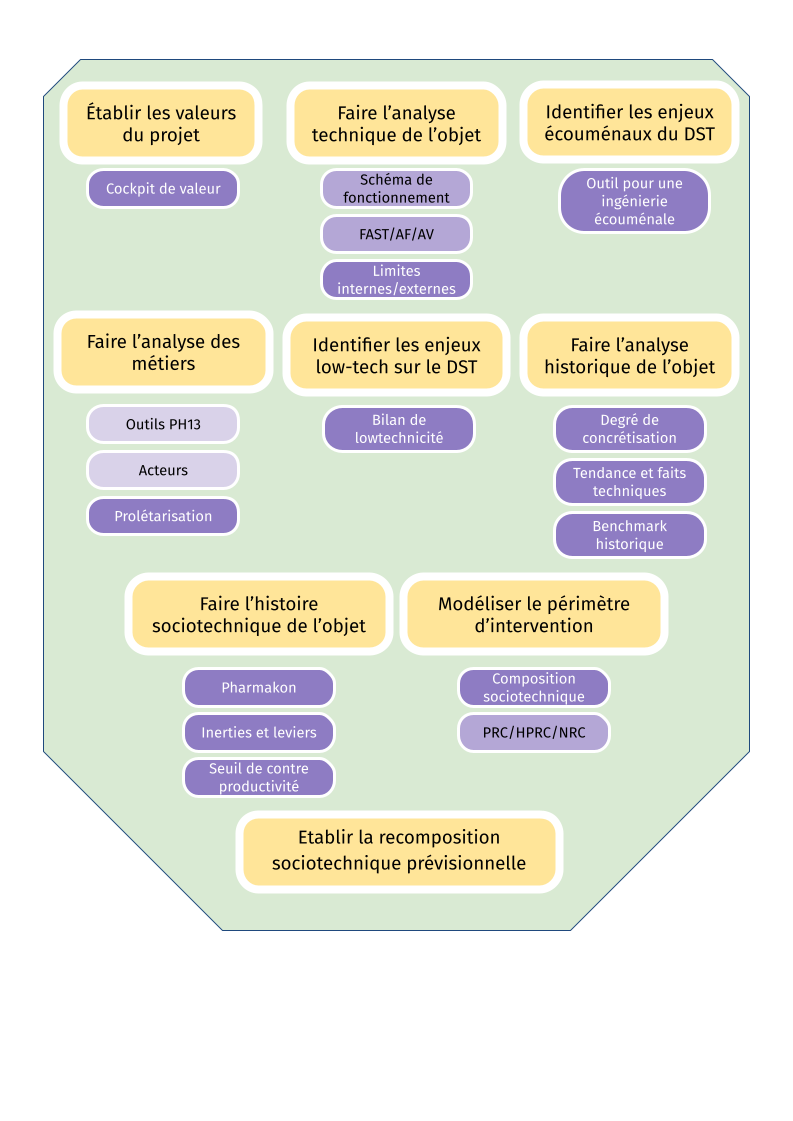 Établir les valeurs
du projet
Cockpit de valeur
Faire l’analyse
technique de l’objet
Schéma de
fonctionnement
FAST/AF/AV
Limites
internes/externes
Identifier les enjeux
écouménaux du DST
Outil pour une
ingénierie
écouménale
Faire l’analyse des
métiers
Outils PH13
Acteurs
Prolétarisation
Identifier les enjeux
low-tech sur le DST
Bilan de
lowtechnicité
Faire l’analyse
historique de l’objet
Degré de
concrétisation
Tendance et faits
techniques
Benchmark
historique
Faire l’histoire
sociotechnique de l’objet
Pharmakon
Inerties et leviers
Seuil de contre
productivité
Modéliser le périmètre
d’intervention
Composition
sociotechnique
PRC/HPRC/NRC
Etablir la recomposition
sociotechnique prévisionnelle